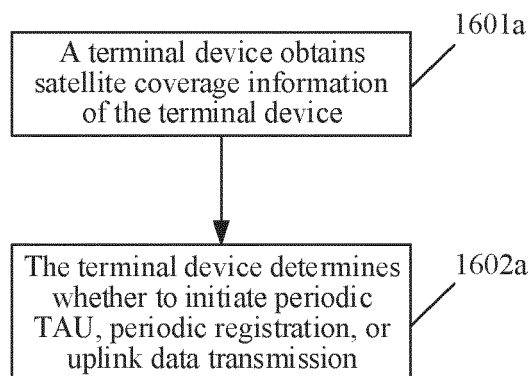 1601a
A terminal device obtains
satellite coverage information
of the terminal device
1602a
The terminal device determines
whether to initiate periodic
TAU, periodic registration, or
uplink data transmission